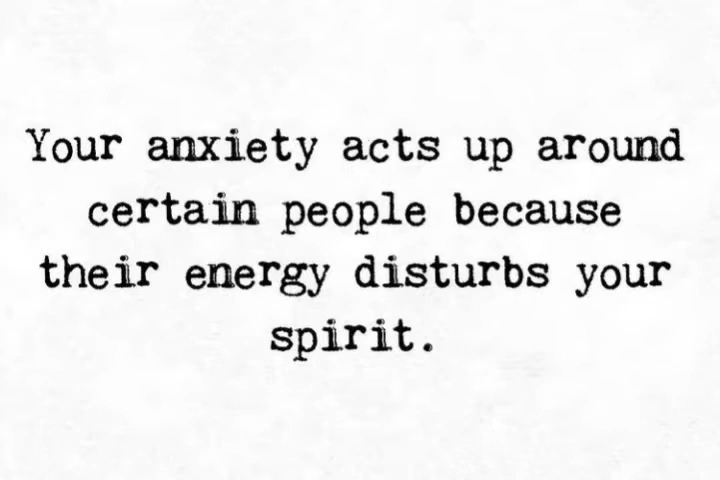 Your anxiety acts up around
certain people because
their energy disturbs your
spirit.